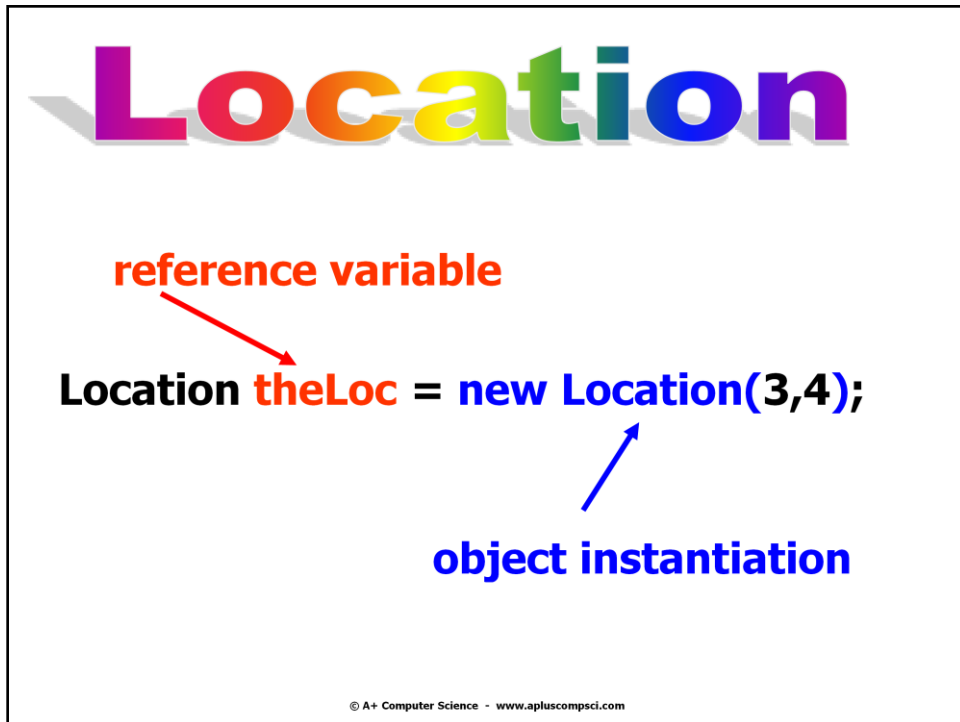 Location
reference variable
Location theLoc = new Location(3,4);
object instantiation
© A+ Computer Science - www.apluscompsci.com